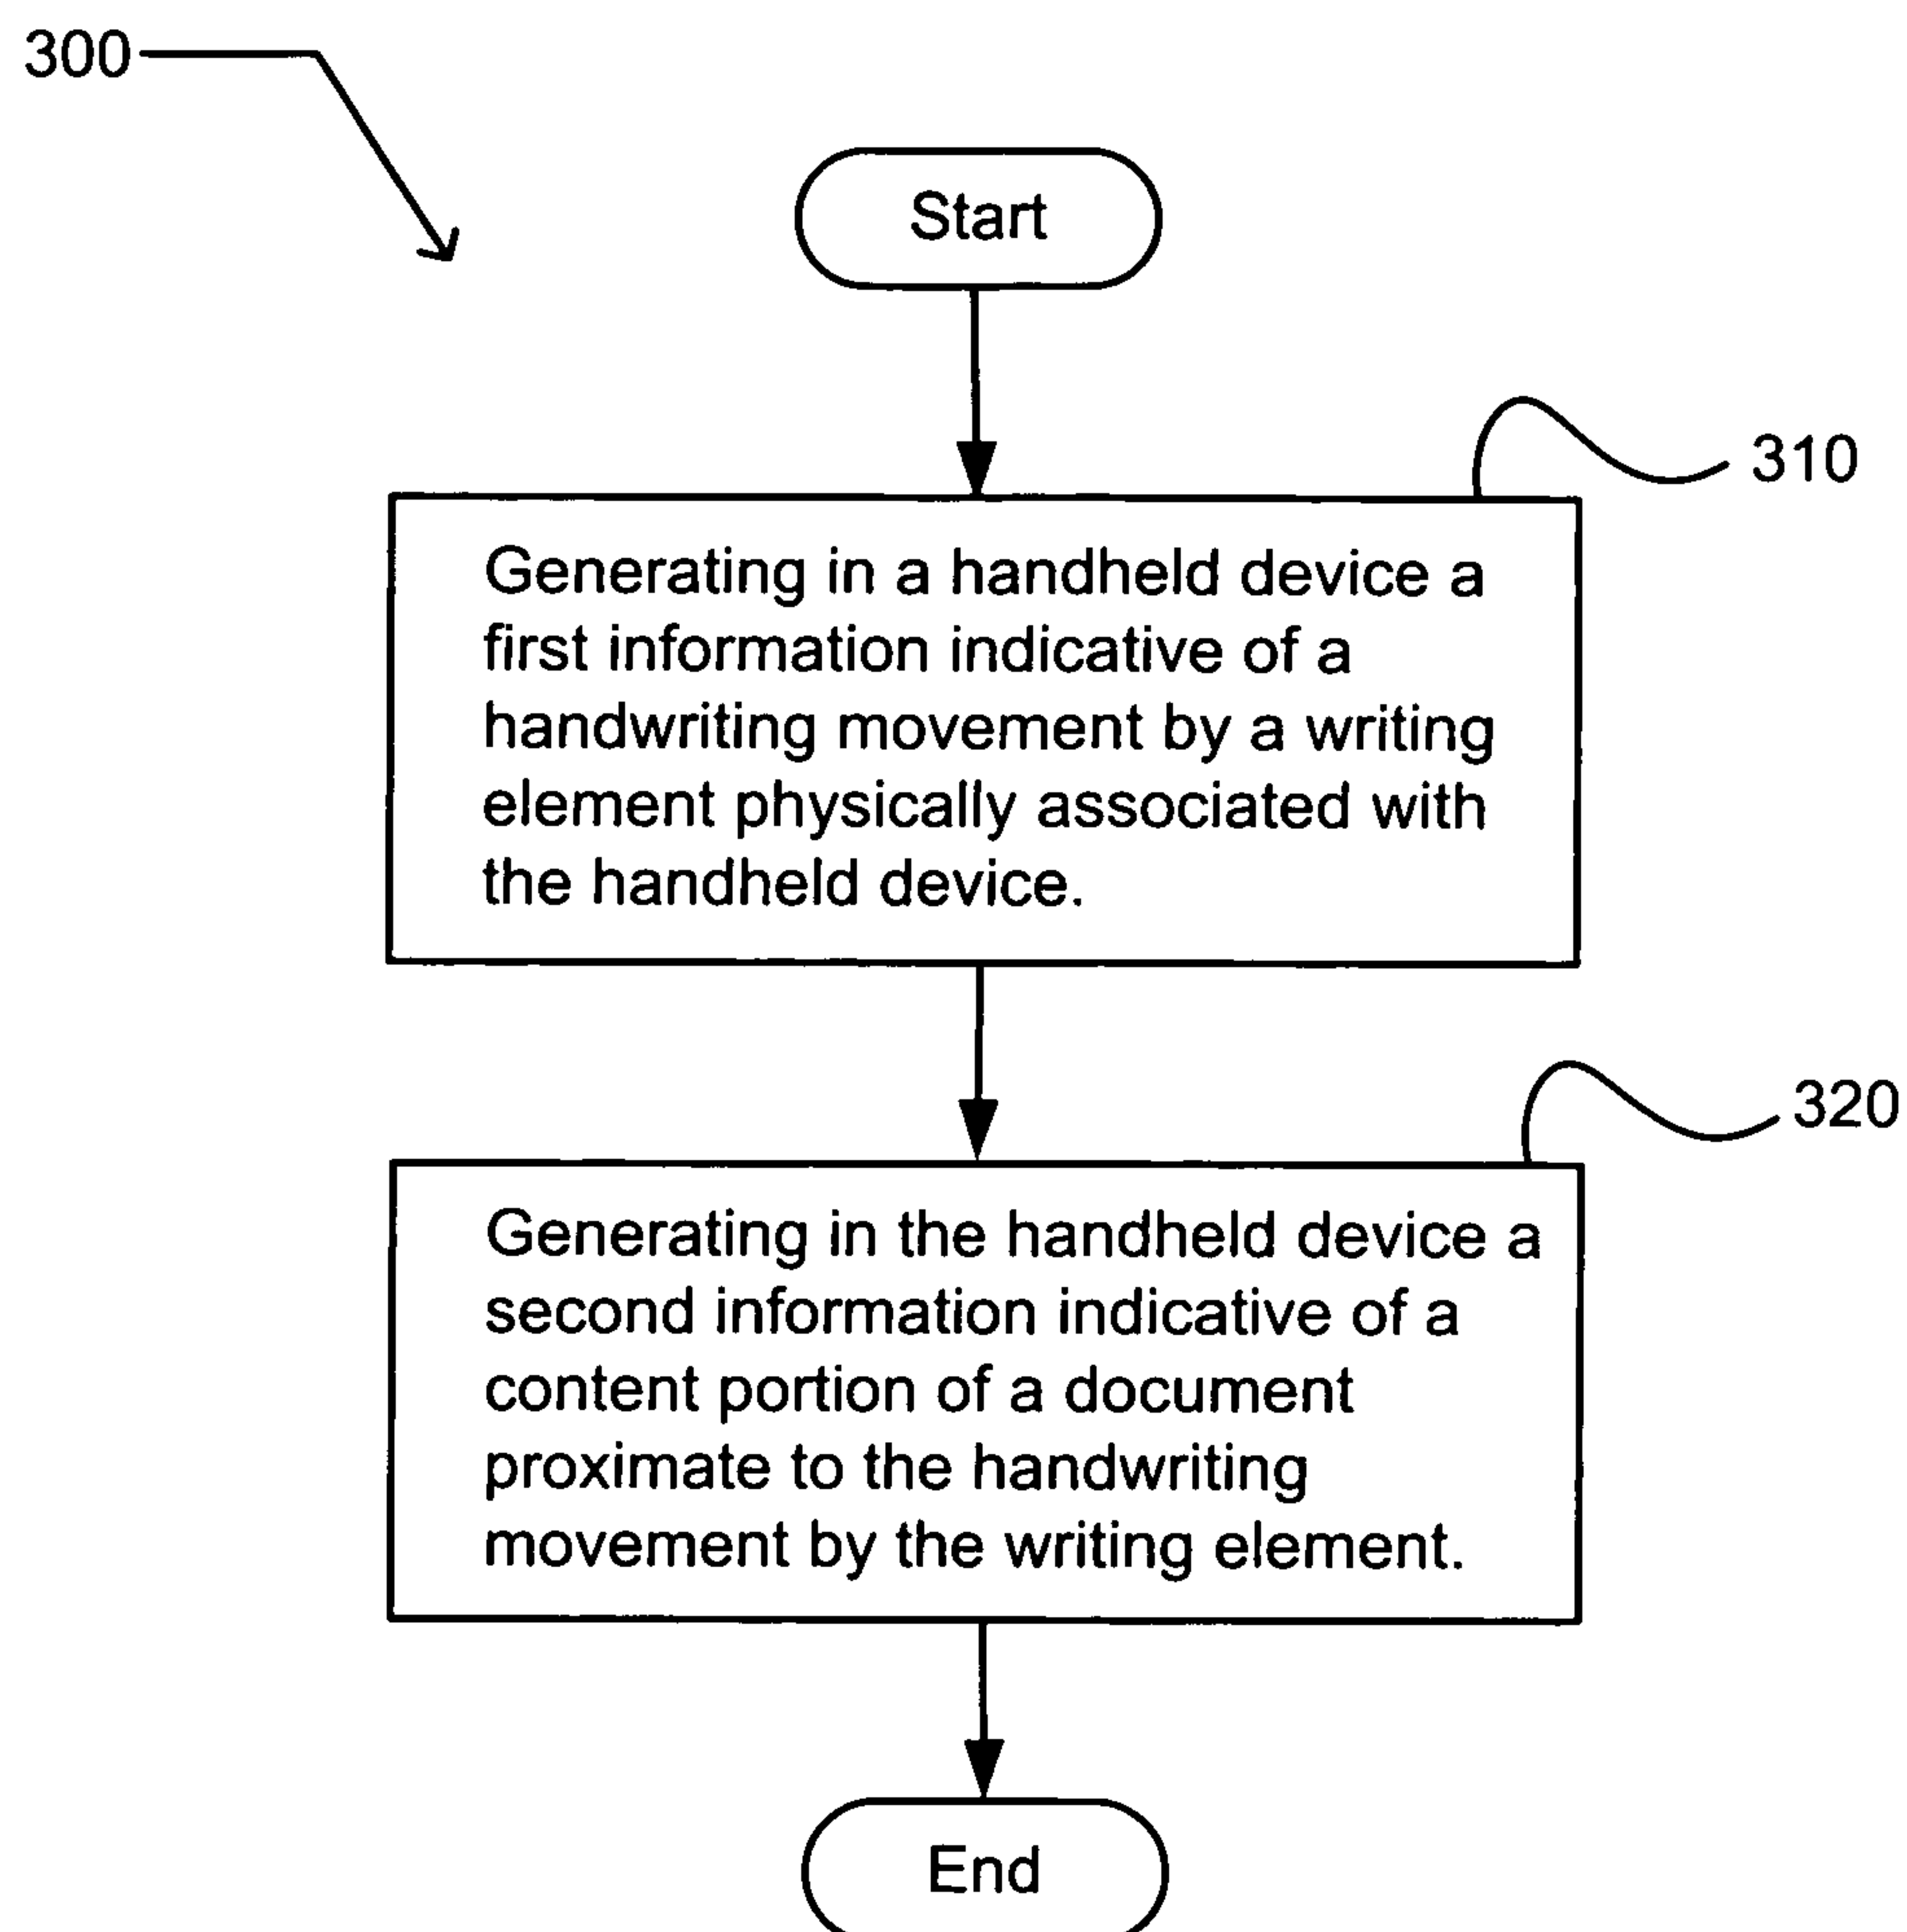 300
Start
310
Generating in a handheld device a
first information indicative of a
handwriting movement by a writing
element physically associated with
the handheld device.
320
Generating in the handheld device a
second information indicative of a
content portion of a document
proximate to the handwriting
movement by the writing element.
End